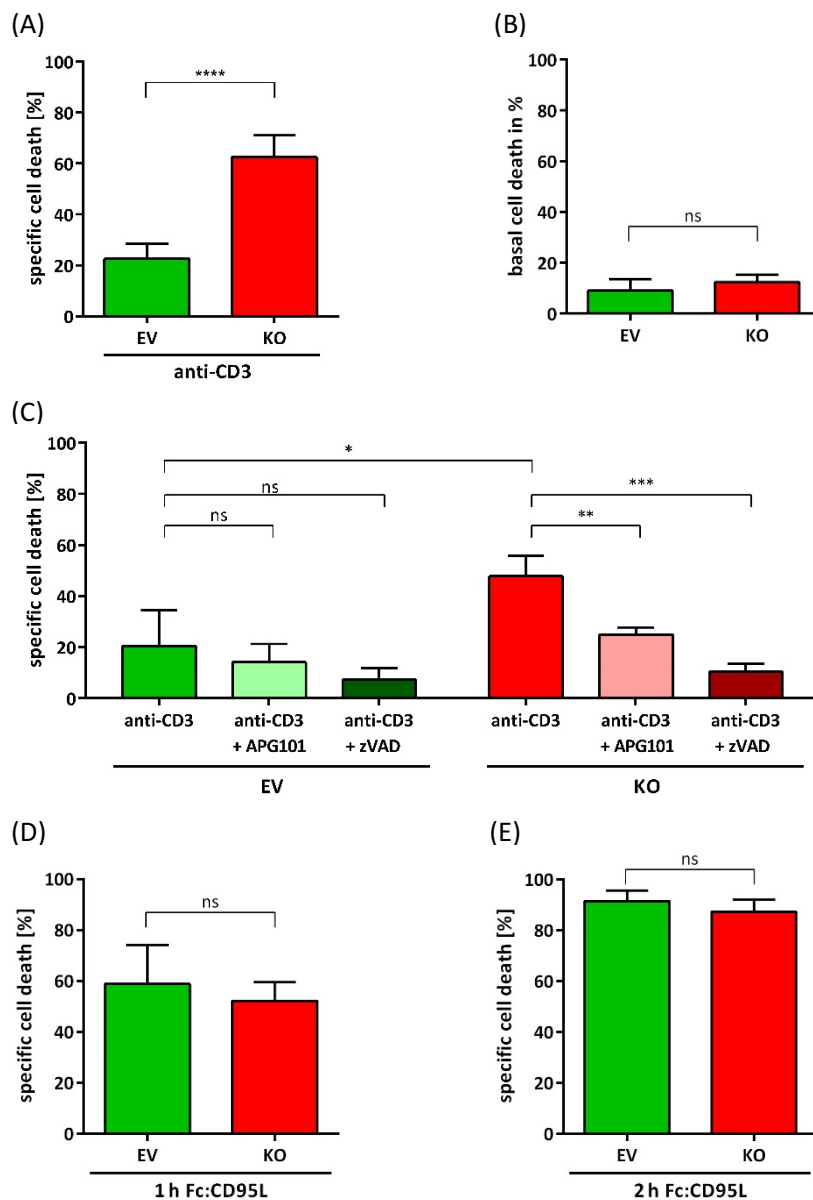 (A)
specific cell death [%]
100
80
60
40
20
0
****
EV
KO
anti-CD3
(B)
basal cell death in %
100
80
60
40
20
0
ns
EV
KO
(C)
specific cell death [%]
100
80
60
40
20
0
*
ns
ns
***
**
anti-CD3
anti-CD3
+ APG101
anti-CD3
+ zVAD
anti-CD3
anti-CD3
+ APG101
anti-CD3
+ zVAD
EV
KO
(D)
specific cell death [%]
100
80
60
40
20
0
ns
EV
KO
1 h Fc:CD95L
(E)
specific cell death [%]
100
80
60
40
20
0
ns
EV
KO
2 h Fc:CD95L